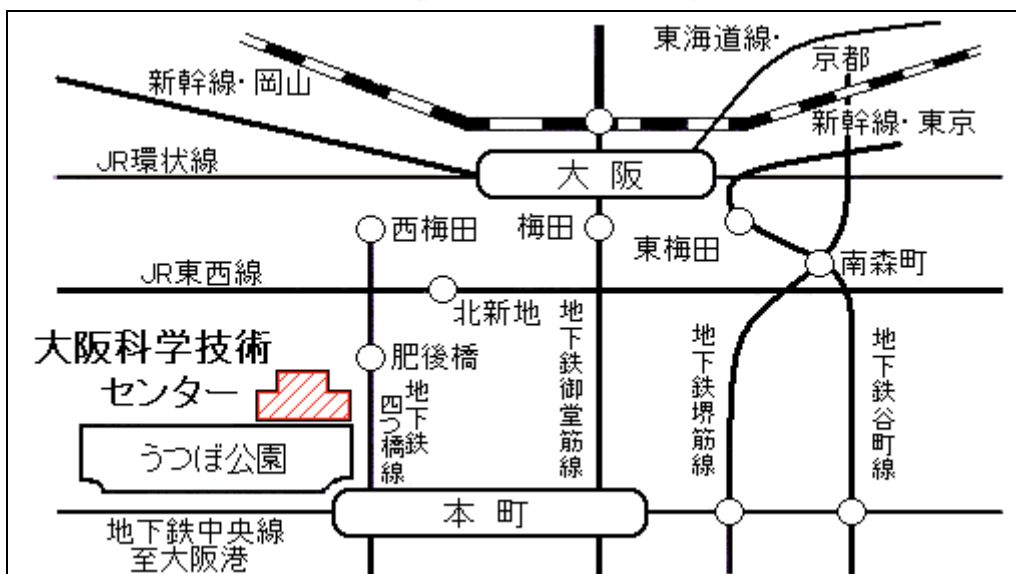 東海道線・
京都
新幹線・岡山
新幹線・東京
JR環状線
大阪
西梅田
梅田
東梅田
南森町
JR東西線
北新地
大阪科学技術
センター
肥後橋
地下鉄
四つ橋線
地下鉄御堂筋線
地下鉄堺筋線
地下鉄谷町線
うつぼ公園
本町
地下鉄中央線
至大阪港